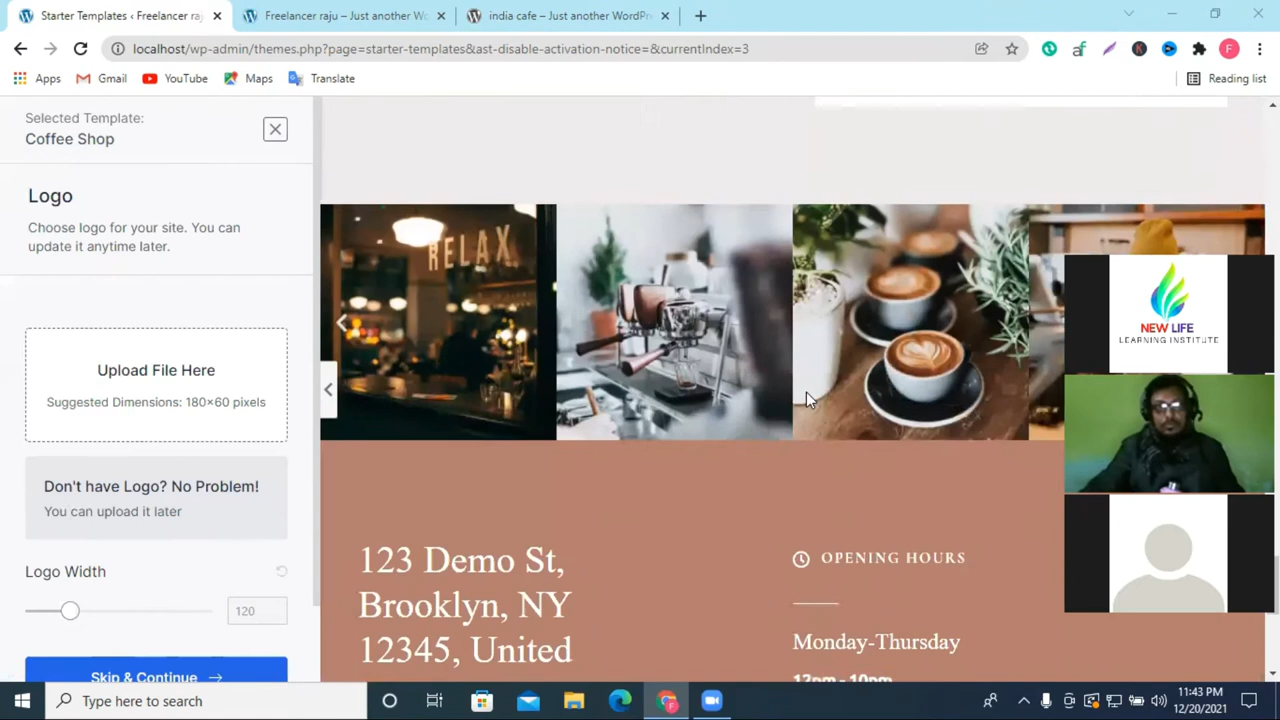 Starter Templates ‹ Freelancer raj
Freelancer raju – Just another Wo
india cafe – Just another WordPre
localhost/wp-admin/themes.php?page=starter-templates&ast-disable-activation-notice=&currentIndex=3
F
Apps
Gmail
YouTube
Maps
Translate
Reading list
Selected Template:
Coffee Shop
Logo
Choose logo for your site. You can
update it anytime later.
Upload File Here
Suggested Dimensions: 180×60 pixels
Don't have Logo? No Problem!
You can upload it later
Logo Width
120
Skip & Continue
RELAX
NEW LIFE
LEARNING INSTITUTE
123 Demo St,
Brooklyn, NY
12345, United
OPENING HOURS
Monday-Thursday
12pm - 10pm
Type here to search
11:43 PM
12/20/2021